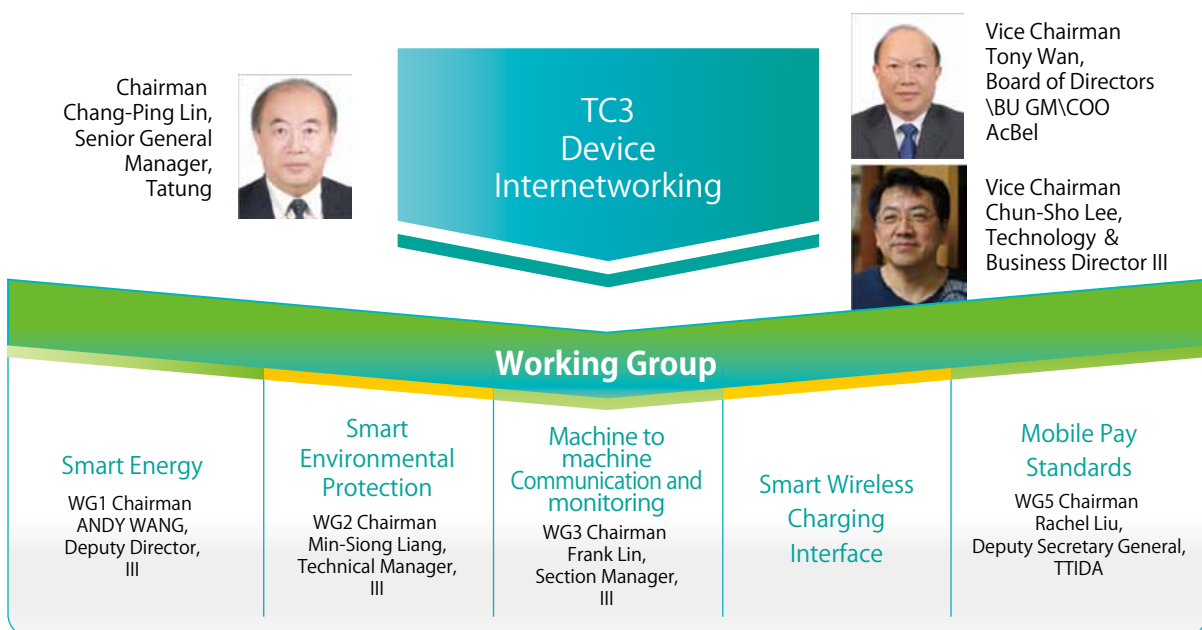 Chairman
Chang-Ping Lin,
Senior General
Manager,
Tatung
TC3
Device
Internetworking
Vice Chairman
Tony Wan,
Board of Directors
\BU GM\COO
AcBel
Vice Chairman
Chun-Sho Lee,
Technology &
Business Director III
Working Group
Smart Energy
WG1 Chairman
ANDY WANG,
Deputy Director,
III
Smart
Environmental
Protection
WG2 Chairman
Min-Siong Liang,
Technical Manager,
III
Machine to
machine
Communication and
monitoring
WG3 Chairman
Frank Lin,
Section Manager,
III
Smart Wireless
Charging
Interface
Mobile Pay
Standards
WG5 Chairman
Rachel Liu,
Deputy Secretary General,
TTIDA